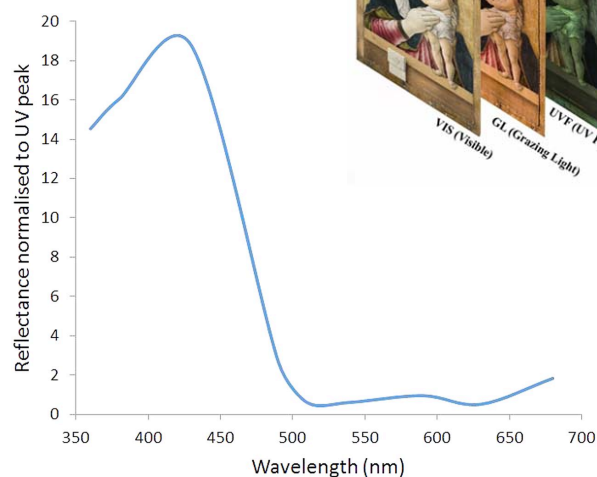 Reflectance normalised to UV peak
20
18
16
14
12
10
8
6
4
2
0
350 400 450 500 550 600 650 700
Wavelength (nm)
VIS (Visible)
GL (Grazing Light)
UVF (UV